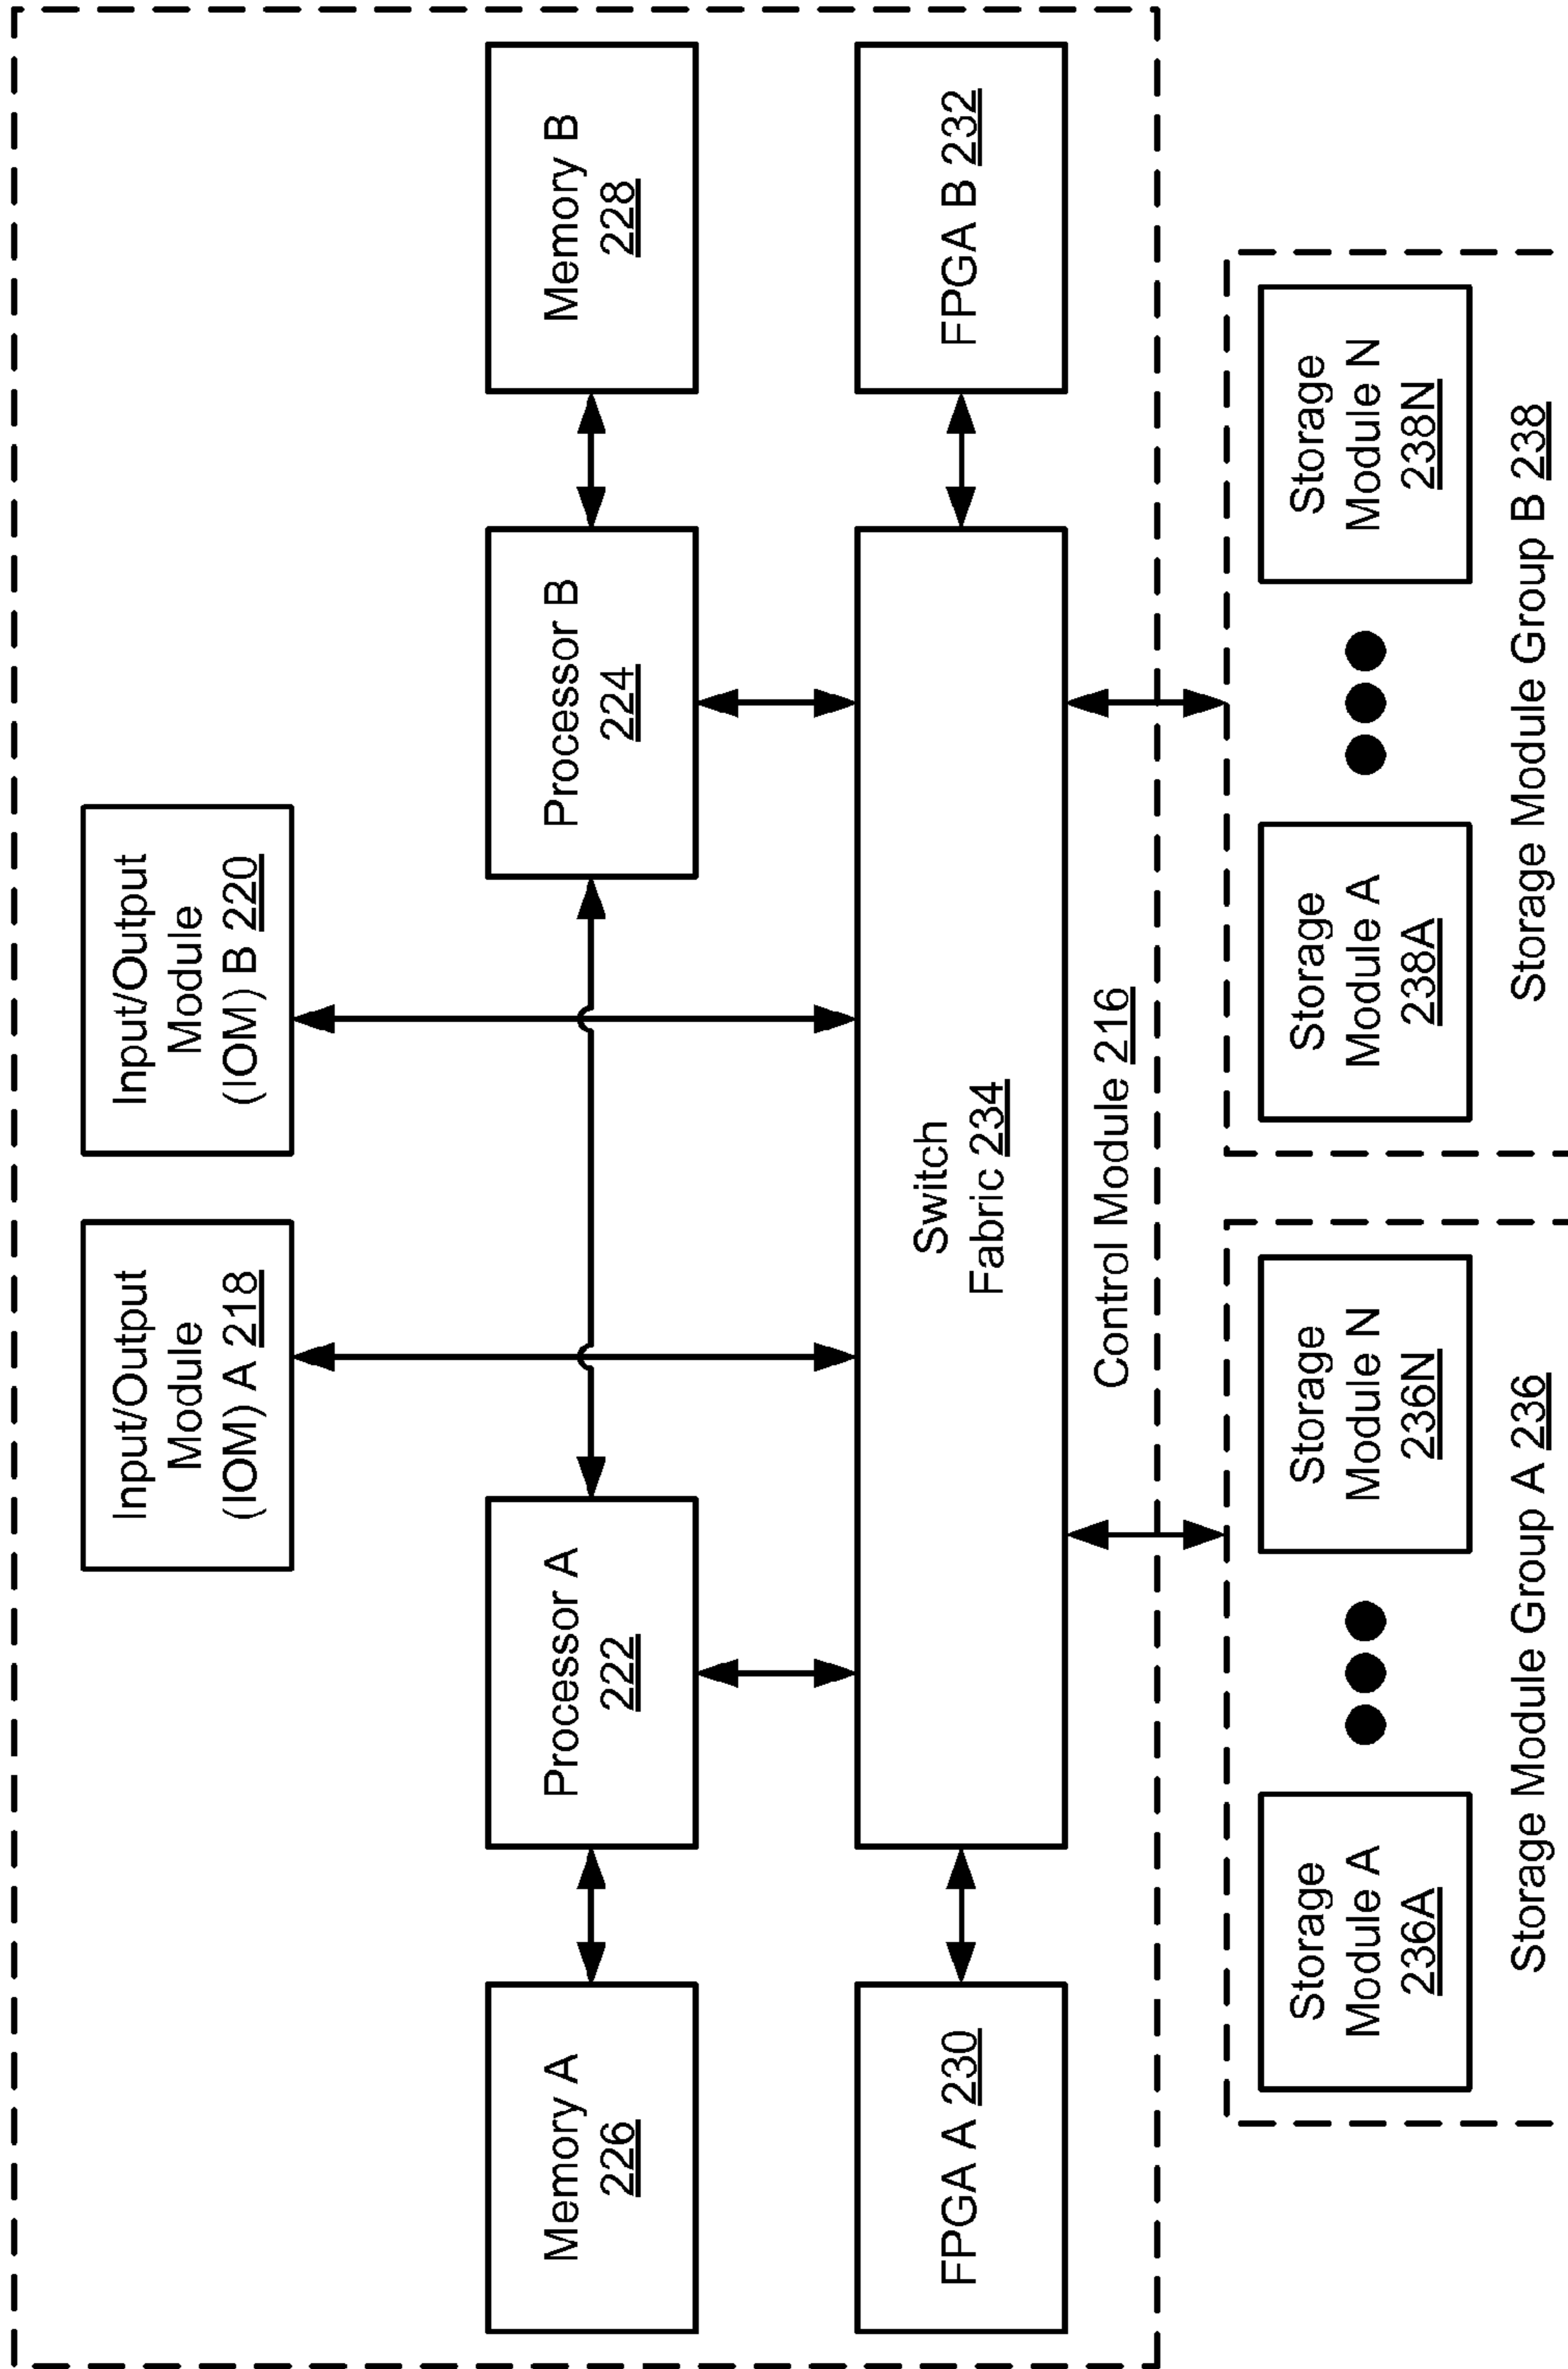 Input/Output
Module
(IOM) A 218
Input/Output
Module
(IOM) B 220
Memory A
226
Processor A
222
Processor B
224
Memory B
228
FPGA A 230
Switch
Fabric 234
FPGA B 232
Control Module 216
Storage
Module A
236A
Storage
Module N
236N
Storage Module Group A 236
Storage
Module A
238A
Storage
Module N
238N
Storage Module Group B 238